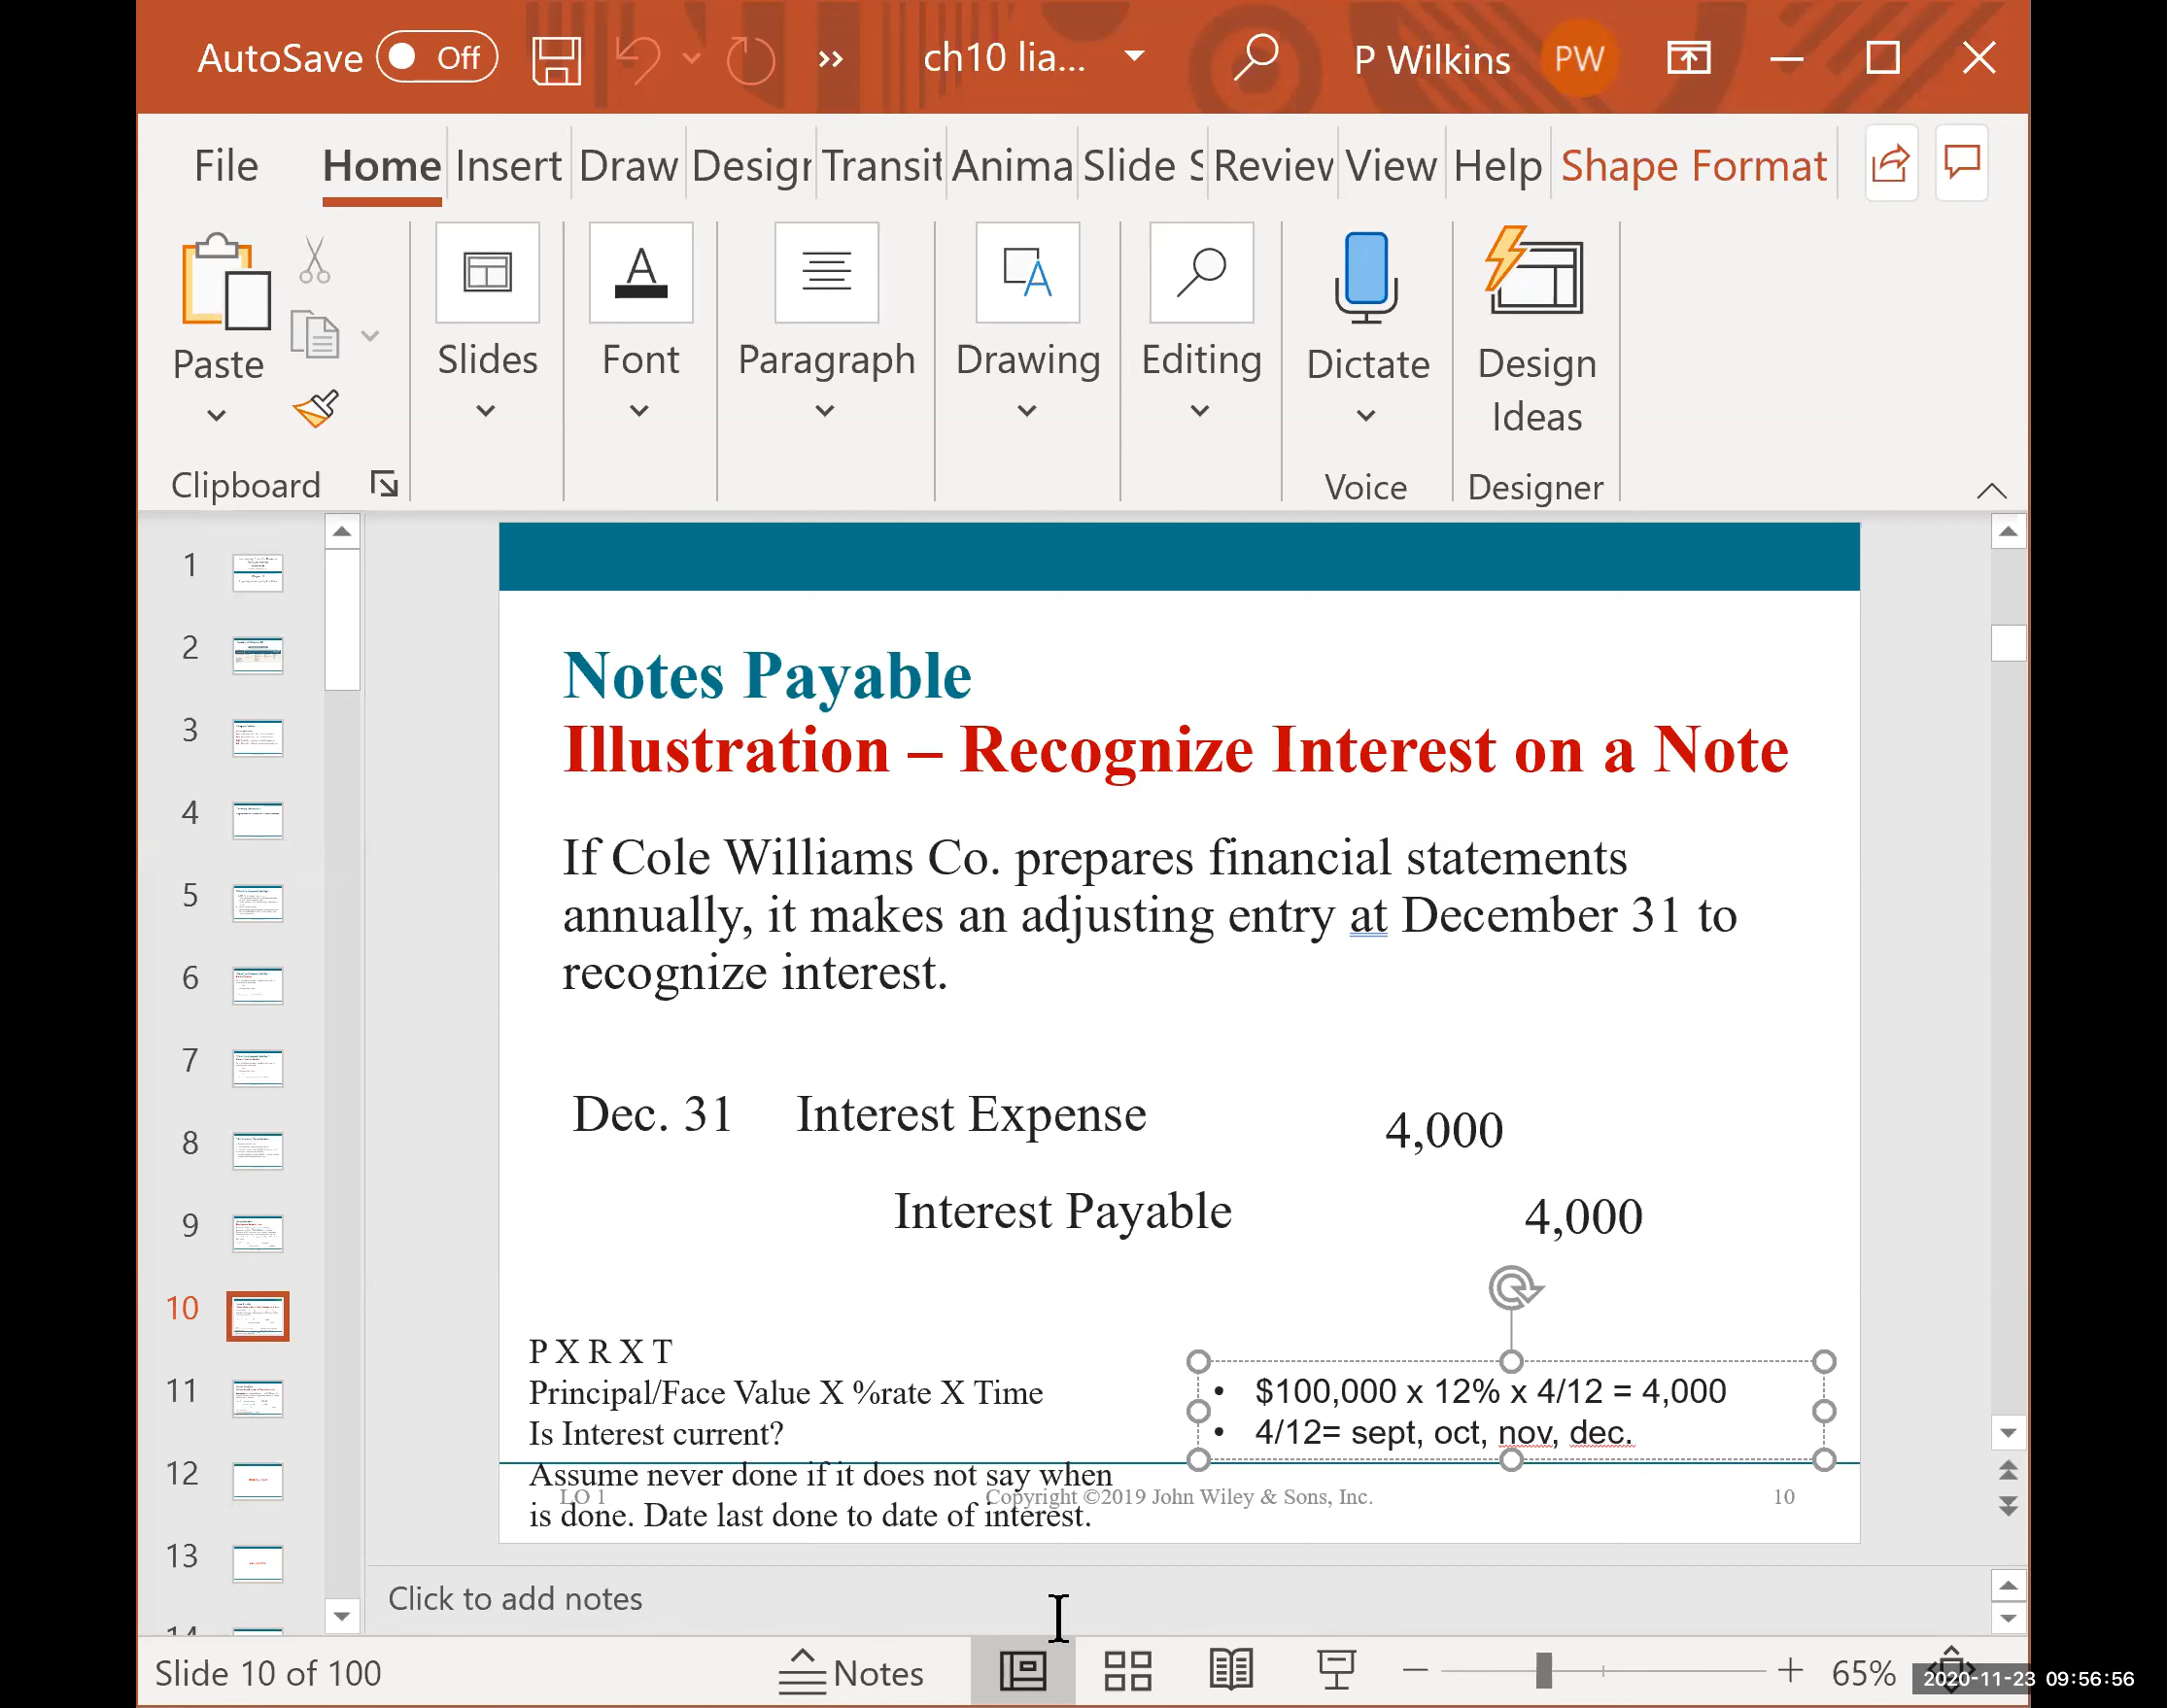 AutoSave Off ch10 lia... P Wilkins PW
File Home Insert Draw Desigr Transit Anima Slide S Review View Help Shape Format
Paste Slides Font Paragraph Drawing Editing Dictate Design
Ideas
Clipboard Voice Designer
1
2
3
4
5
6
7
8
9
10
11
12
13
14
Notes Payable
Illustration – Recognize Interest on a Note
If Cole Williams Co. prepares financial statements
annually, it makes an adjusting entry at December 31 to
recognize interest.
Dec. 31 Interest Expense 4,000
Interest Payable 4,000
P X R X T
Principal/Face Value X %rate X Time
Is Interest current?
Assume never done if it does not say when
is done. Date last done to date of interest.
• $100,000 x 12% x 4/12 = 4,000
• 4/12= sept, oct, nov, dec.
LO 1 Copyright ©2019 John Wiley & Sons, Inc. 10
Click to add notes
Slide 10 of 100 Notes 65%
2020-11-23 09:56:56